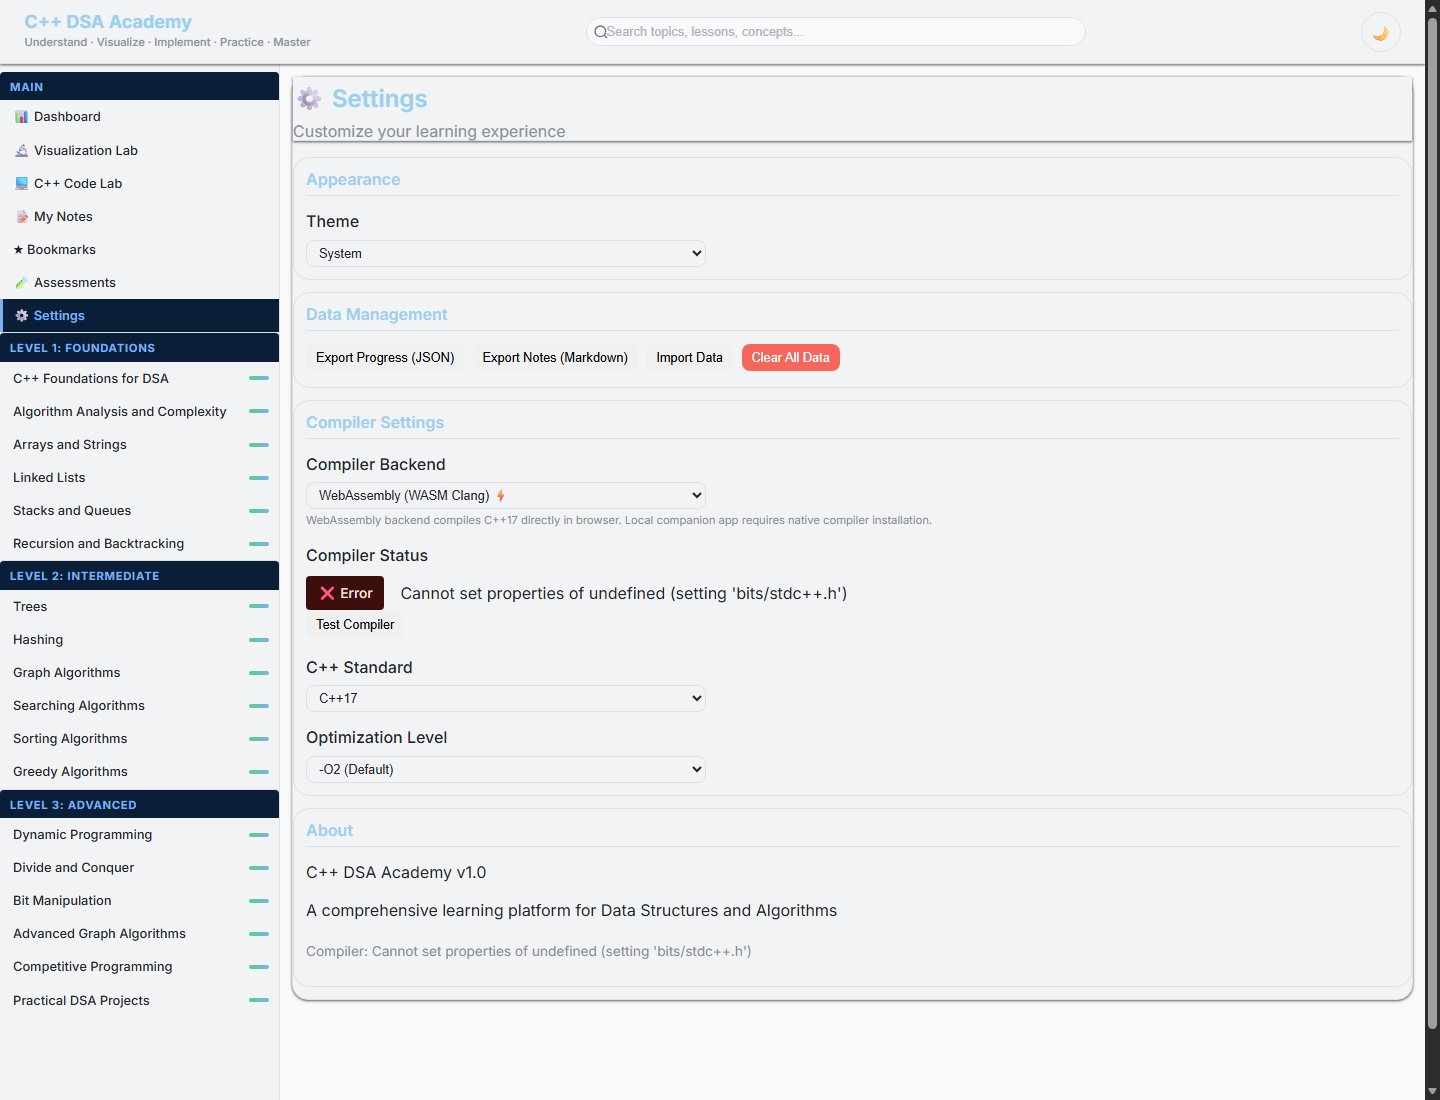 C++ DSA Academy
Understand · Visualize · Implement · Practice · Master
Search topics, lessons, concepts...
MAIN
Dashboard
Visualization Lab
C++ Code Lab
My Notes
★ Bookmarks
Assessments
Settings
LEVEL 1: FOUNDATIONS
C++ Foundations for DSA
Algorithm Analysis and Complexity
Arrays and Strings
Linked Lists
Stacks and Queues
Recursion and Backtracking
LEVEL 2: INTERMEDIATE
Trees
Hashing
Graph Algorithms
Searching Algorithms
Sorting Algorithms
Greedy Algorithms
LEVEL 3: ADVANCED
Dynamic Programming
Divide and Conquer
Bit Manipulation
Advanced Graph Algorithms
Competitive Programming
Practical DSA Projects
Settings
Customize your learning experience
Appearance
Theme
System
Data Management
Export Progress (JSON) Export Notes (Markdown) Import Data Clear All Data
Compiler Settings
Compiler Backend
WebAssembly (WASM Clang) ⚡
WebAssembly backend compiles C++17 directly in browser. Local companion app requires native compiler installation.
Compiler Status
❌ Error Cannot set properties of undefined (setting 'bits/stdc++.h')
Test Compiler
C++ Standard
C++17
Optimization Level
-O2 (Default)
About
C++ DSA Academy v1.0
A comprehensive learning platform for Data Structures and Algorithms
Compiler: Cannot set properties of undefined (setting 'bits/stdc++.h')